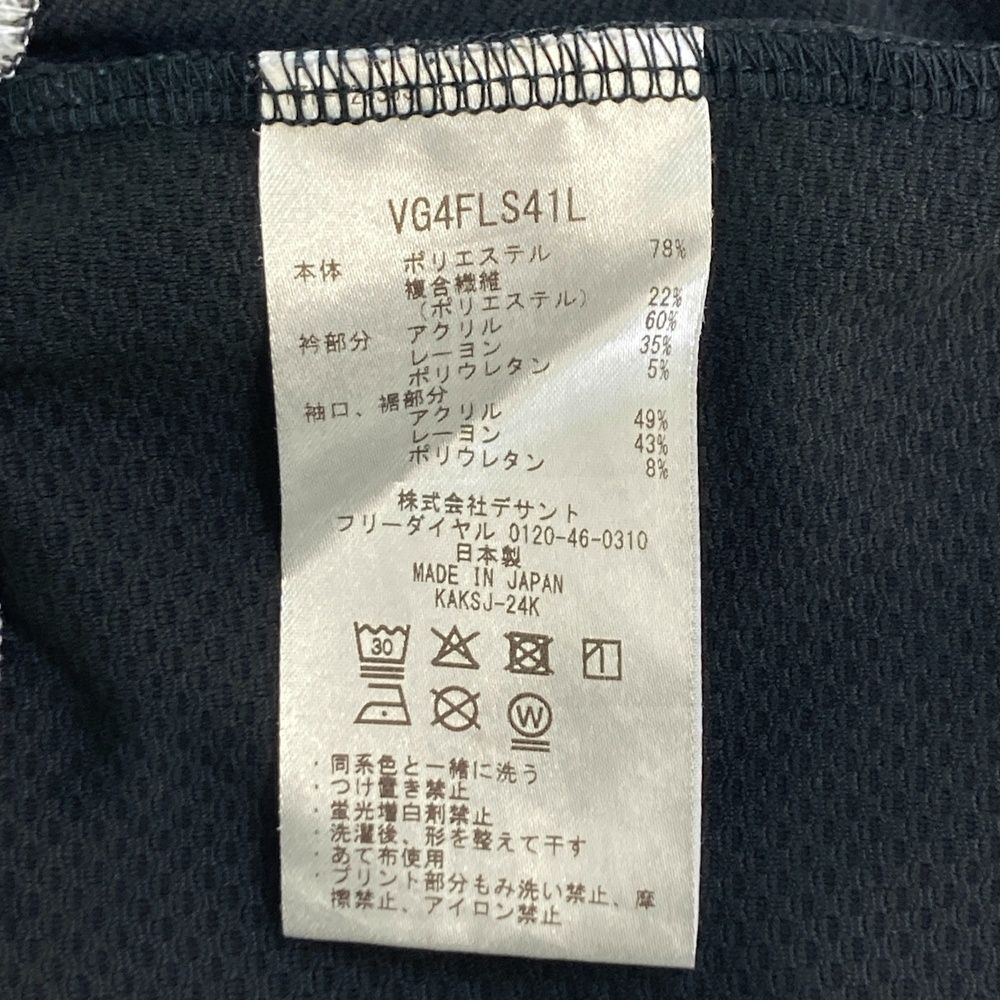 VG4FLS41L
本体 ポリエステル 78%
複合繊維
(ポリエステル) 22%
衿部分 アクリル 60%
レーヨン 35%
ポリウレタン 5%
袖口、裾部分
アクリル 49%
レーヨン 43%
ポリウレタン 8%
株式会社デサント
フリーダイヤル 0120-46-0310
日本製
MADE IN JAPAN
KAKSJ-24K
30
1
W
・同系色と一緒に洗う
・つけ置き禁止
・蛍光増白剤禁止
・洗濯後、形を整えて干す
・あて布使用
・プリント部分もみ洗い禁止、摩
擦禁止、アイロン禁止